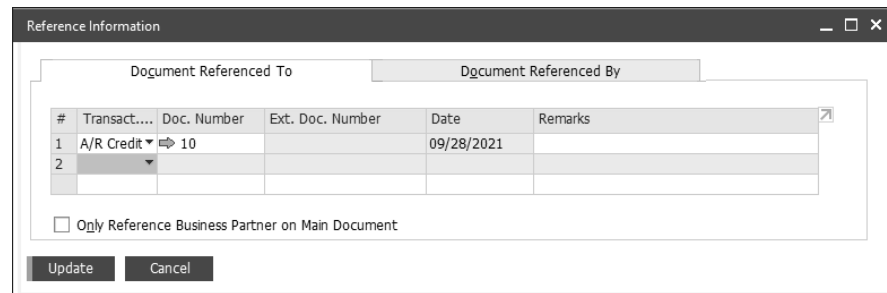 Reference Information
Document Referenced To Document Referenced By
# Transact.... Doc. Number Ext. Doc. Number Date Remarks
1 A/R Credit 10 09/28/2021
2
Only Reference Business Partner on Main Document
Update Cancel